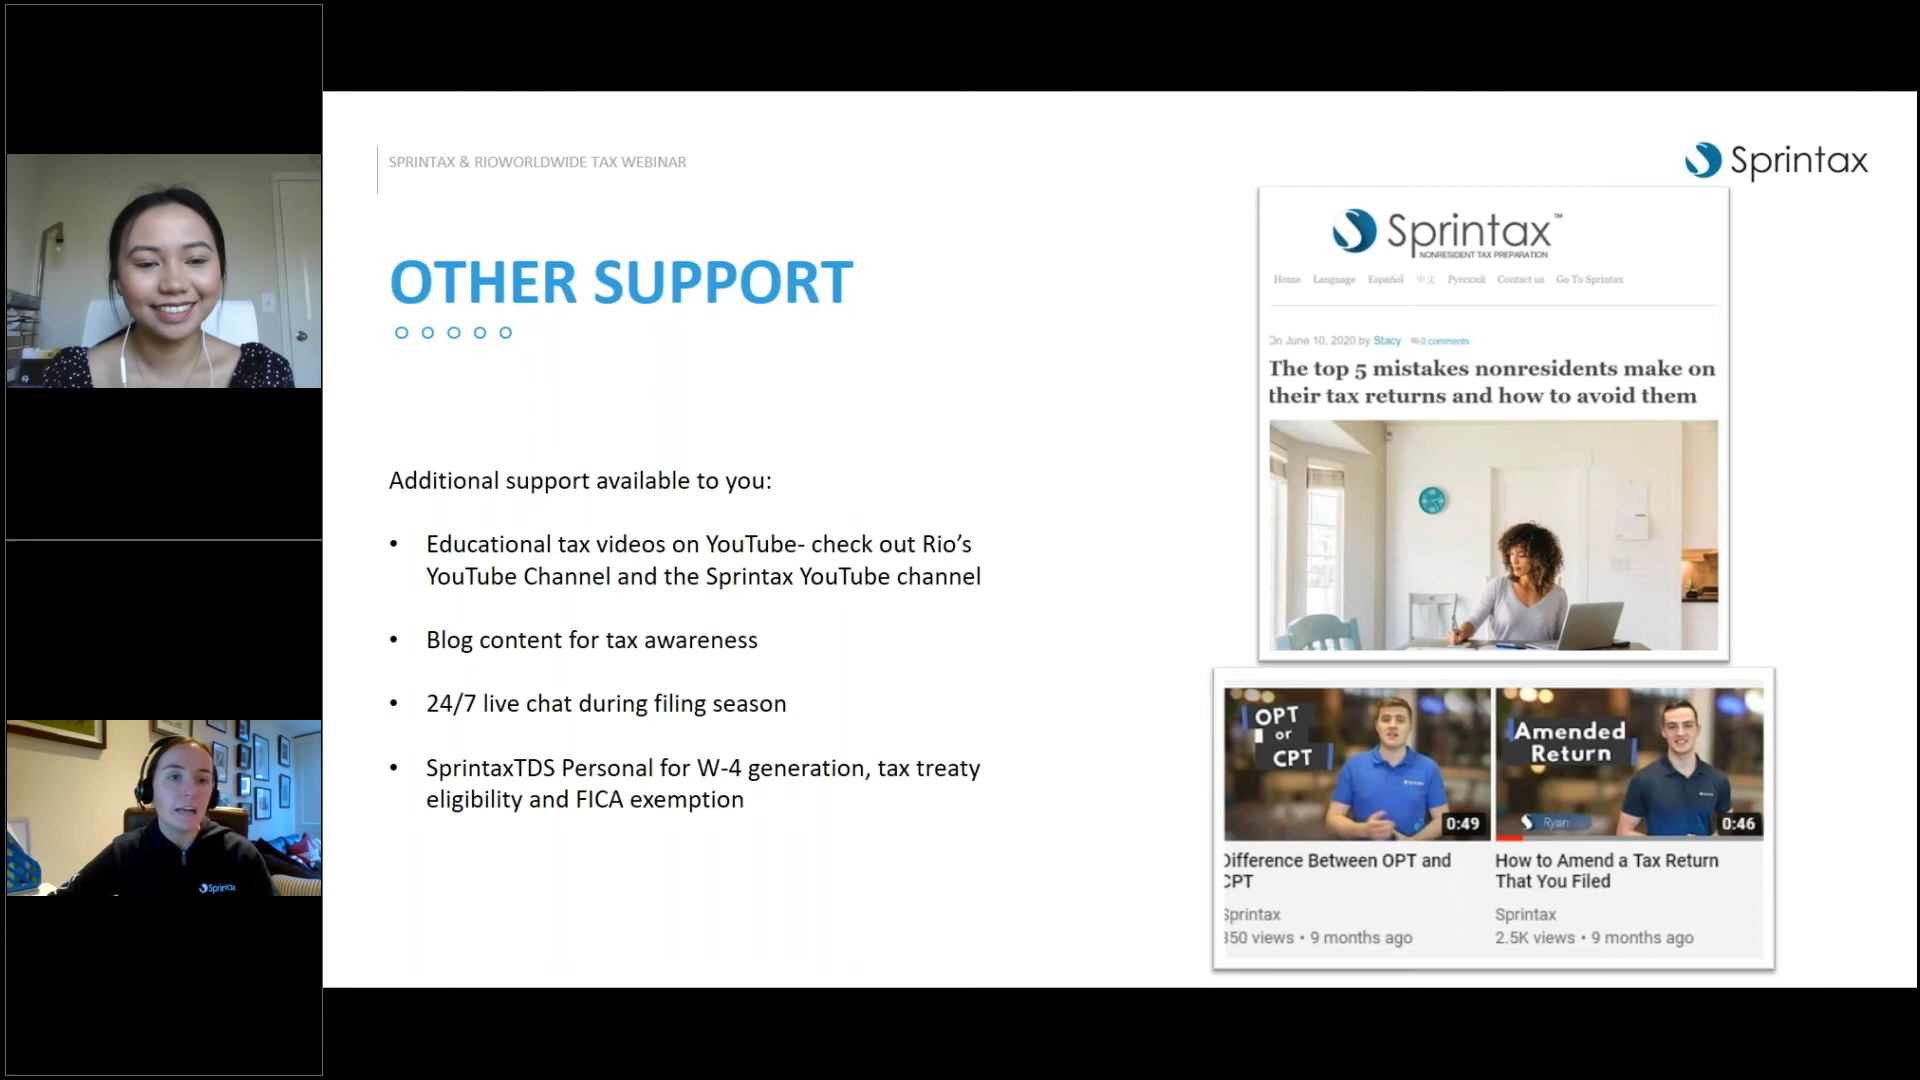 SPRINTAX & RIOWORLDWIDE TAX WEBINAR
Sprintax
OTHER SUPPORT
Additional support available to you:
• Educational tax videos on YouTube- check out Rio’s
YouTube Channel and the Sprintax YouTube channel
• Blog content for tax awareness
• 24/7 live chat during filing season
• SprintaxTDS Personal for W-4 generation, tax treaty
eligibility and FICA exemption
Sprintax™
NONRESIDENT TAX PREPARATION
Home Language Español 中文 Русский Contact us Go To Sprintax
On June 10, 2020 by Stacy 0 comments
The top 5 mistakes nonresidents make on
their tax returns and how to avoid them
OPT
or
CPT
0:49
Amended
Return
Ryan
0:46
Difference Between OPT and
CPT
Sprintax
350 views • 9 months ago
How to Amend a Tax Return
That You Filed
Sprintax
2.5K views • 9 months ago
Sprintax